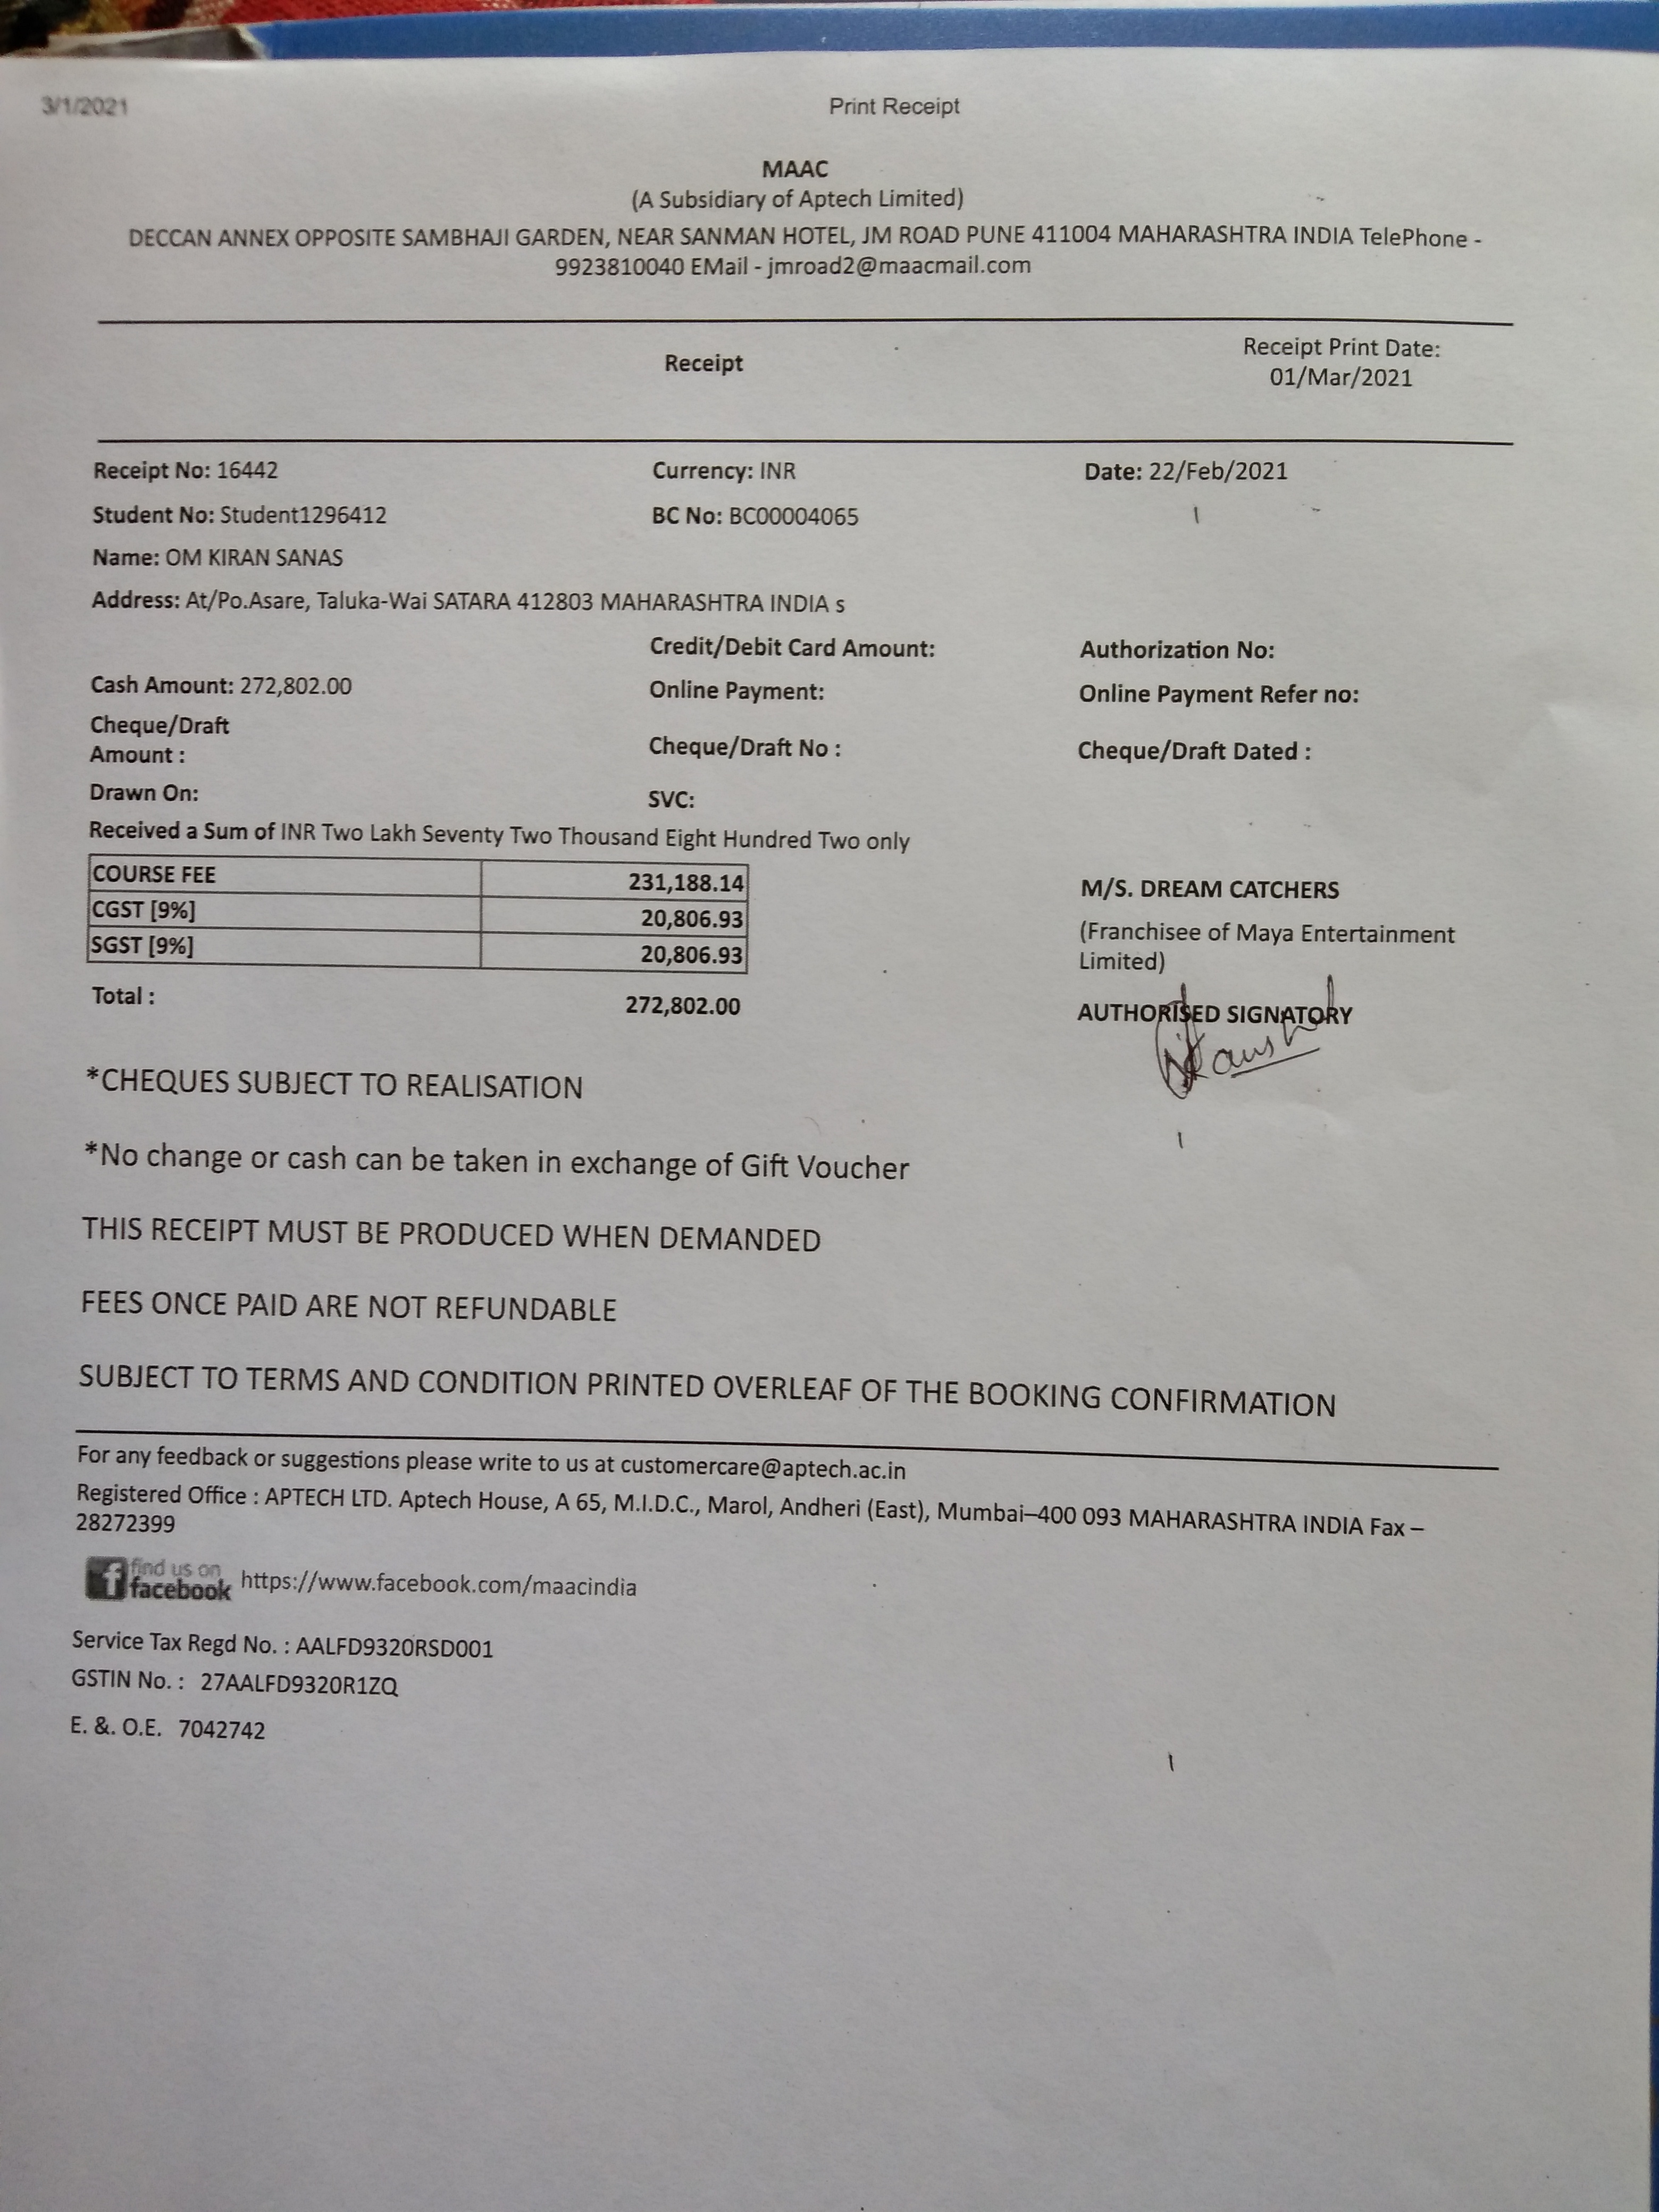 3/1/2021 Print Receipt
MAAC
(A Subsidiary of Aptech Limited)
DECCAN ANNEX OPPOSITE SAMBHAJI GARDEN, NEAR SANMAN HOTEL, JM ROAD PUNE 411004 MAHARASHTRA INDIA TelePhone -
9923810040 EMail - jmroad2@maacmail.com
Receipt
Receipt Print Date:
01/Mar/2021
Receipt No: 16442 Currency: INR Date: 22/Feb/2021
Student No: Student1296412 BC No: BC00004065
Name: OM KIRAN SANAS
Address: At/Po.Asare, Taluka-Wai SATARA 412803 MAHARASHTRA INDIA s
Credit/Debit Card Amount: Authorization No:
Cash Amount: 272,802.00 Online Payment: Online Payment Refer no:
Cheque/Draft
Amount : Cheque/Draft No : Cheque/Draft Dated :
Drawn On: SVC:
Received a Sum of INR Two Lakh Seventy Two Thousand Eight Hundred Two only
COURSE FEE 231,188.14
CGST [9%] 20,806.93
SGST [9%] 20,806.93
Total : 272,802.00
M/S. DREAM CATCHERS
(Franchisee of Maya Entertainment
Limited)
AUTHORISED SIGNATORY
*CHEQUES SUBJECT TO REALISATION
*No change or cash can be taken in exchange of Gift Voucher
THIS RECEIPT MUST BE PRODUCED WHEN DEMANDED
FEES ONCE PAID ARE NOT REFUNDABLE
SUBJECT TO TERMS AND CONDITION PRINTED OVERLEAF OF THE BOOKING CONFIRMATION
For any feedback or suggestions please write to us at customercare@aptech.ac.in
Registered Office : APTECH LTD. Aptech House, A 65, M.I.D.C., Marol, Andheri (East), Mumbai–400 093 MAHARASHTRA INDIA Fax –
28272399
find us on
facebook https://www.facebook.com/maacindia
Service Tax Regd No. : AALFD9320RSD001
GSTIN No. : 27AALFD9320R1ZQ
E. &. O.E. 7042742